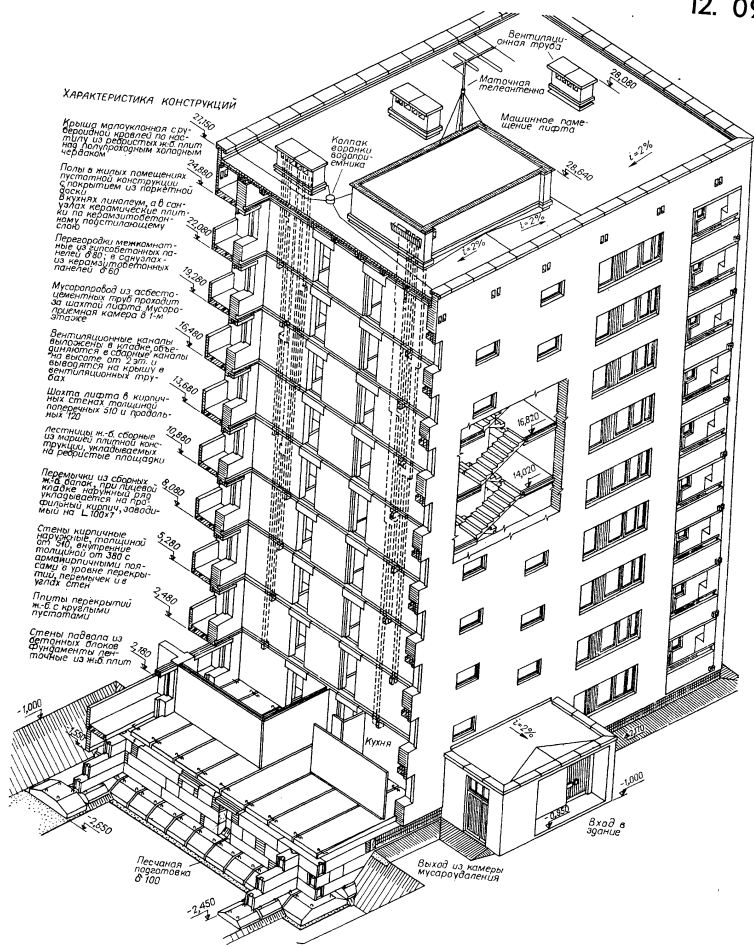 12. 09
ХАРАКТЕРИСТИКА КОНСТРУКЦИЙ
Крыша малоуклонная с ру-
бероидной кровлей по нас-
тилу из ребристых ж.б. плит
над полупроходным холодным
чердаком
Полы в жилых помещениях
пустотной конструкции
с покрытием из паркетной
доски
В кухнях линолеум, а в сан-
узлах керамические плит-
ки по керамзитобетон-
ному подстилающему
слою
Перегородки межкомнат-
ные из гипсобетонных па-
нелей δ 80; в санузлах-
из керамзитобетонных
панелей δ 60
Мусоропровод из асбесто-
цементных труб проходит
за шахтой лифта. Мусоро-
приемная камера в 1-м
этаже
Вентиляционные каналы
выложены в кладке, объе-
диняются в сборные каналы
на высоте от 2 эт. и
выводятся на крышу в
вентиляционных тру-
бах
Шахта лифта в кирпич-
ных стенах толщиной
поперечных 510 и продоль-
ных 120
Лестницы ж.-б. сборные
из маршей плитной конс-
трукции, укладываемых
на ребристые площадки
Перемычки из сборных
ж.-б. балок, при лицевой
кладке наружный ряд
укладывается на про-
фильный кирпич, заводи-
мый на L 100×7
Стены кирпичные
наружные, толщиной
от 510, внутренние
толщиной от 380 с
армокирпичными поя-
сами в уровне перекры-
тий, перемычек и в
углах стен
Плиты перекрытий
ж.-б. с круглыми
пустотами
Стены подвала из
бетонных блоков
Фундаменты лен-
точные из ж.б. плит
27,150
24,880
22,080
19,280
16,480
13,680
10,880
8,080
5,280
2,480
2,180
-1,000
-2,650
-2,450
Песчаная
подготовка
δ 100
Колпак
воронки
водопри-
емника
Вентиляци-
онная труба
Маточная
телеантенна
Машинное поме-
щение лифта
28,080
28,640
i=2%
i=2%
i=2%
16,820
14,020
Кухня
i=2%
-1,000
-0,950
Вход в
здание
Выход из камеры
мусороудаления